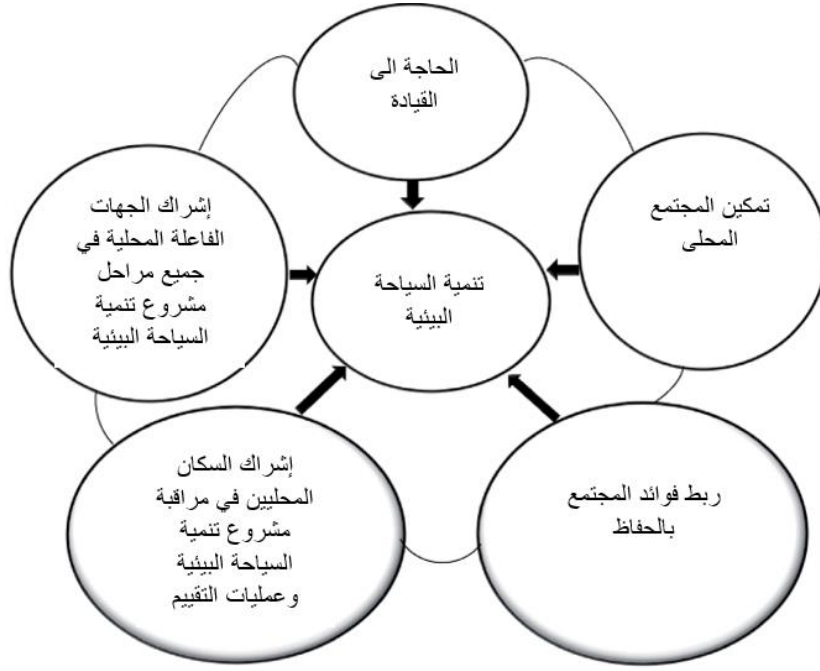 الحاجة الى
القيادة
تمكين المجتمع
المحلى
إشراك الجهات
الفاعلة المحلية في
جميع مراحل
مشروع تنمية
السياحة البيئية
تنمية السياحة
البيئية
إشراك السكان
المحليين في مراقبة
مشروع تنمية
السياحة البيئية
وعمليات التقييم
ربط فوائد المجتمع
بالحفاظ